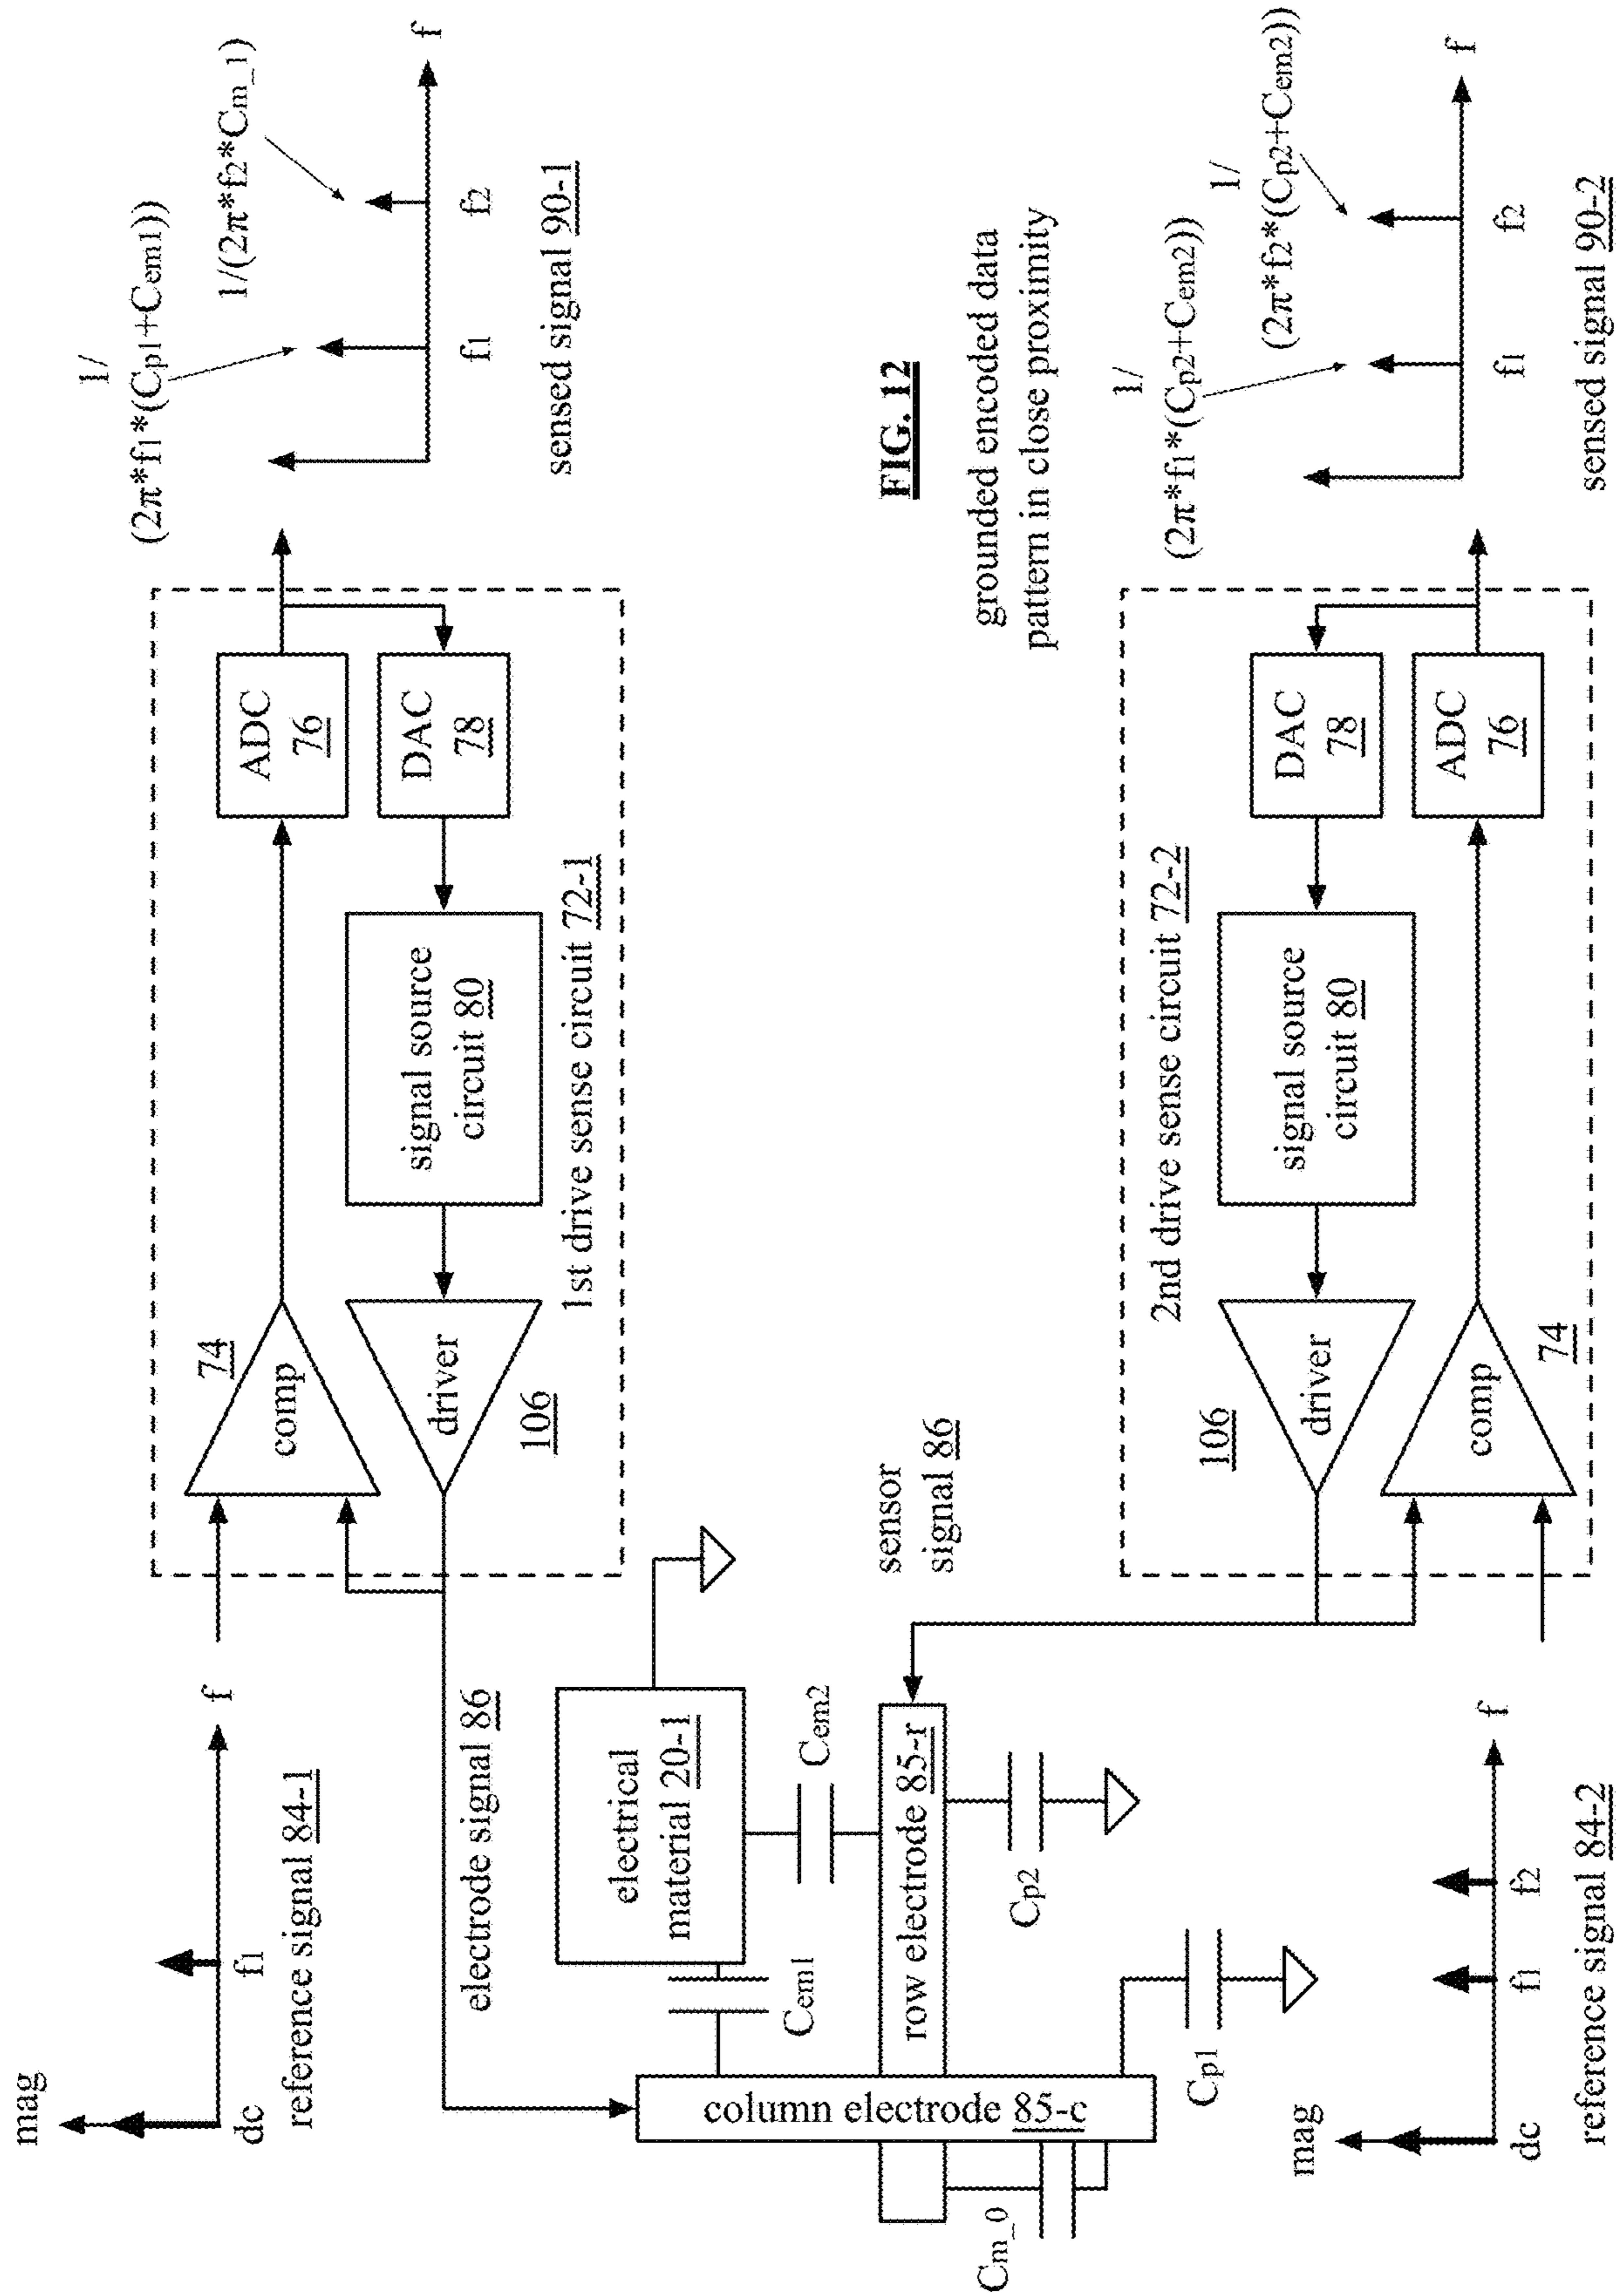 mag
dc
f1
f
reference signal 84-1
74
comp
ADC
76
DAC
78
signal source
circuit 80
driver
106
1st drive sense circuit 72-1
1/
(2π*f1*(Cp1+Cem1))
1/(2π*f2*Cm_1)
f1
f2
f
sensed signal 90-1
electrode signal 86
electrical
material 20-1
Cem1
Cem2
column electrode 85-c
row electrode 85-r
Cm_0
Cp1
Cp2
sensor
signal 86
FIG. 12
grounded encoded data
pattern in close proximity
mag
dc
f1
f2
f
reference signal 84-2
2nd drive sense circuit 72-2
106
driver
signal source
circuit 80
DAC
78
ADC
76
comp
74
1/
(2π*f1*(Cp2+Cem2))
1/
(2π*f2*(Cp2+Cem2))
f1
f2
f
sensed signal 90-2